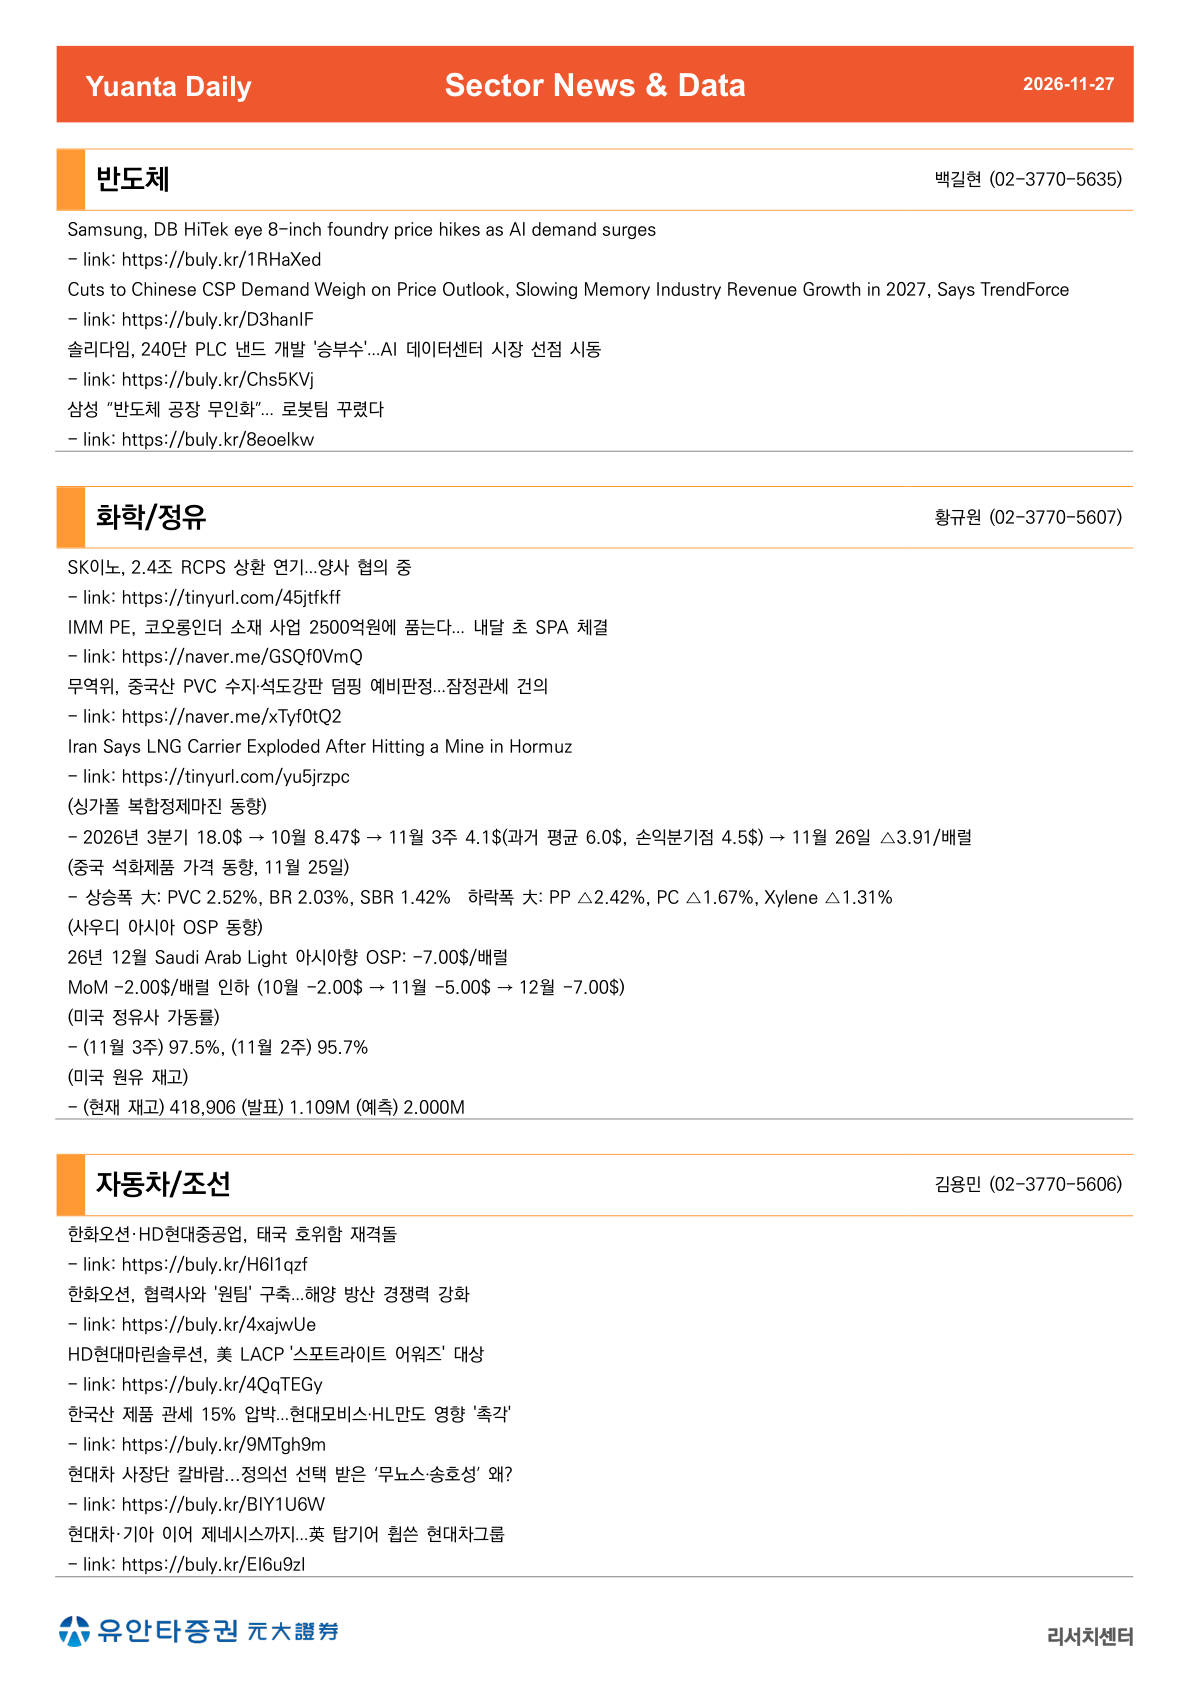 Yuanta Daily
Sector News & Data
2026-11-27
반도체
백길현 (02-3770-5635)
Samsung, DB HiTek eye 8-inch foundry price hikes as AI demand surges
- link: https://buly.kr/1RHaXed
Cuts to Chinese CSP Demand Weigh on Price Outlook, Slowing Memory Industry Revenue Growth in 2027, Says TrendForce
- link: https://buly.kr/D3hanIF
솔리다임, 240단 PLC 낸드 개발 '승부수'…AI 데이터센터 시장 선점 시동
- link: https://buly.kr/Chs5KVj
삼성 “반도체 공장 무인화”… 로봇팀 꾸렸다
- link: https://buly.kr/8eoelkw
화학/정유
황규원 (02-3770-5607)
SK이노, 2.4조 RCPS 상환 연기…양사 협의 중
- link: https://tinyurl.com/45jtfkff
IMM PE, 코오롱인더 소재 사업 2500억원에 품는다… 내달 초 SPA 체결
- link: https://naver.me/GSQf0VmQ
무역위, 중국산 PVC 수지·석도강판 덤핑 예비판정…잠정관세 건의
- link: https://naver.me/xTyf0tQ2
Iran Says LNG Carrier Exploded After Hitting a Mine in Hormuz
- link: https://tinyurl.com/yu5jrzpc
(싱가폴 복합정제마진 동향)
- 2026년 3분기 18.0$ → 10월 8.47$ → 11월 3주 4.1$(과거 평균 6.0$, 손익분기점 4.5$) → 11월 26일 △3.91/배럴
(중국 석화제품 가격 동향, 11월 25일)
- 상승폭 大: PVC 2.52%, BR 2.03%, SBR 1.42% 하락폭 大: PP △2.42%, PC △1.67%, Xylene △1.31%
(사우디 아시아 OSP 동향)
26년 12월 Saudi Arab Light 아시아향 OSP: -7.00$/배럴
MoM -2.00$/배럴 인하 (10월 -2.00$ → 11월 -5.00$ → 12월 -7.00$)
(미국 정유사 가동률)
- (11월 3주) 97.5%, (11월 2주) 95.7%
(미국 원유 재고)
- (현재 재고) 418,906 (발표) 1.109M (예측) 2.000M
자동차/조선
김용민 (02-3770-5606)
한화오션·HD현대중공업, 태국 호위함 재격돌
- link: https://buly.kr/H6l1qzf
한화오션, 협력사와 '원팀' 구축…해양 방산 경쟁력 강화
- link: https://buly.kr/4xajwUe
HD현대마린솔루션, 美 LACP '스포트라이트 어워즈' 대상
- link: https://buly.kr/4QqTEGy
한국산 제품 관세 15% 압박…현대모비스·HL만도 영향 '촉각'
- link: https://buly.kr/9MTgh9m
현대차 사장단 칼바람…정의선 선택 받은 ‘무뇨스·송호성’ 왜?
- link: https://buly.kr/BIY1U6W
현대차·기아 이어 제네시스까지…英 탑기어 휩쓴 현대차그룹
- link: https://buly.kr/EI6u9zl
유안타증권 元大證券
리서치센터